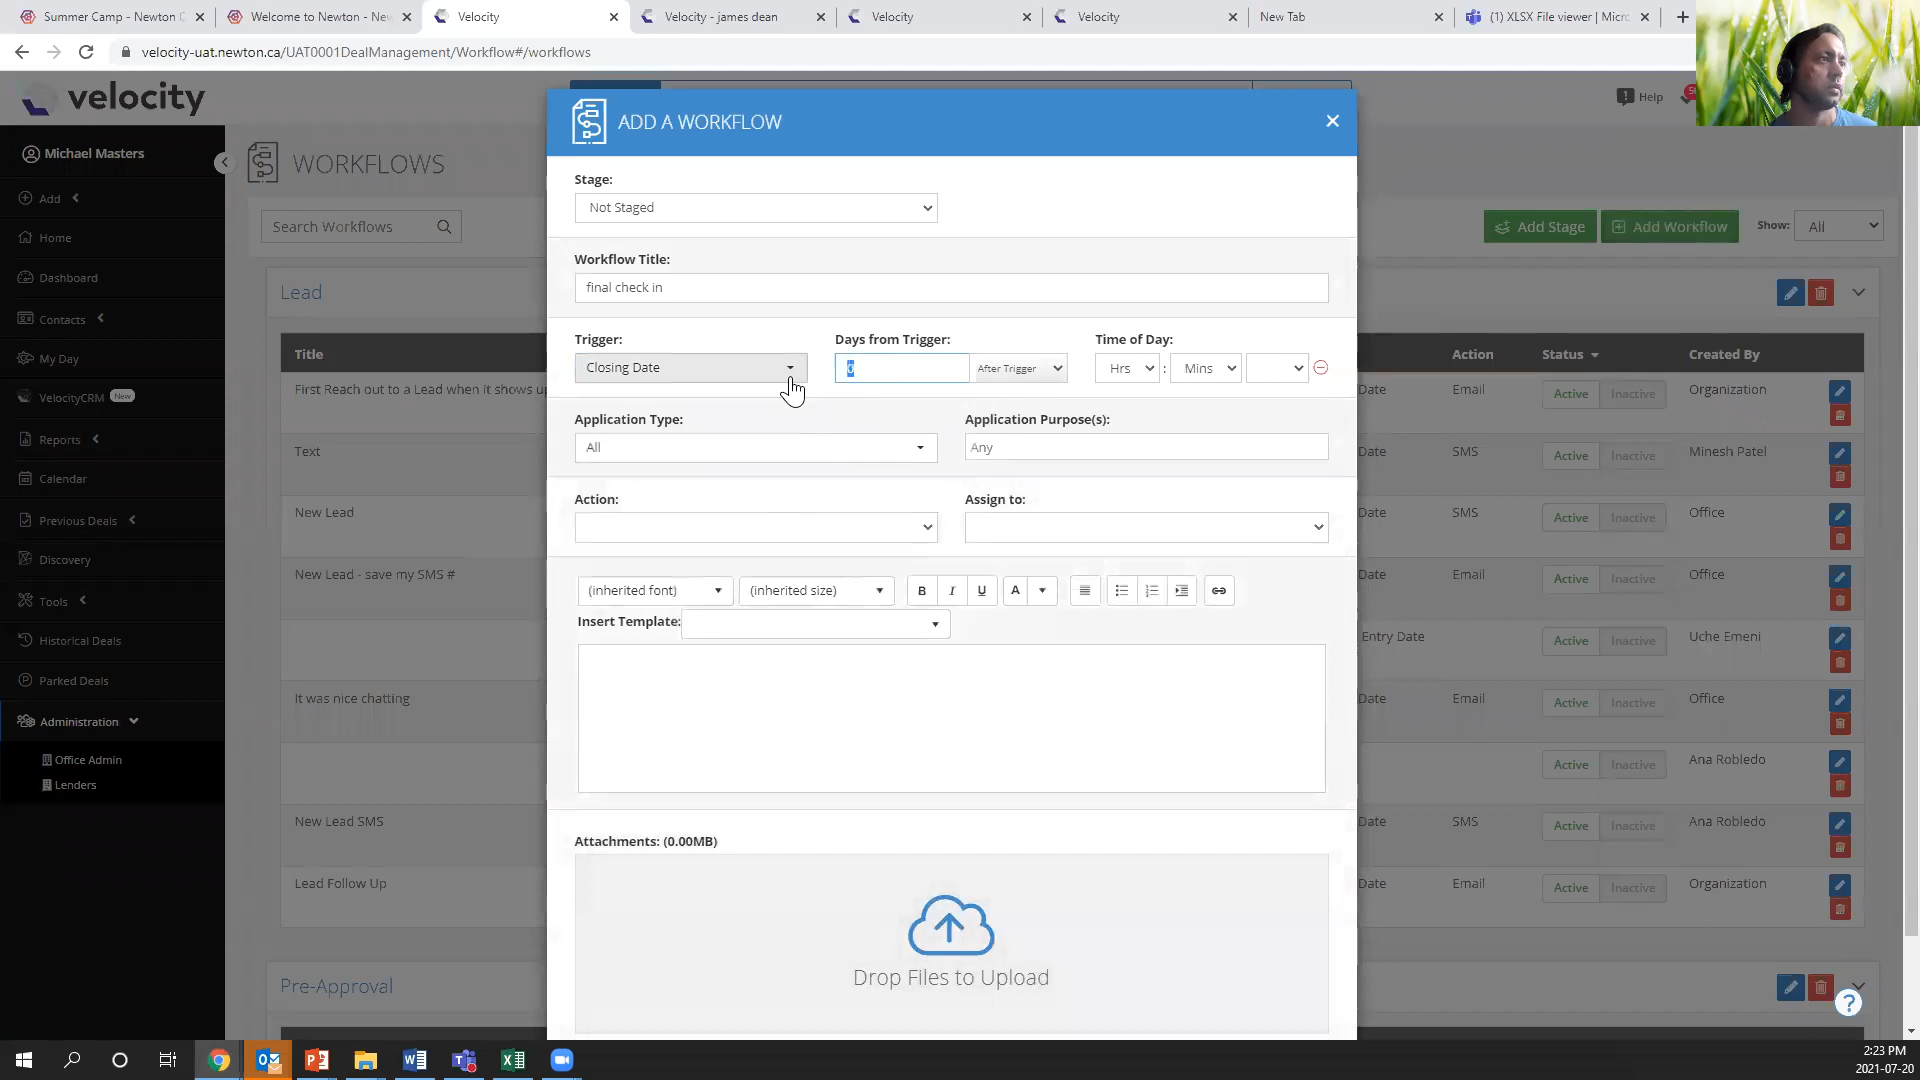 Summer Camp - Newton C
Welcome to Newton - New
Velocity
Velocity - james dean
Velocity
Velocity
New Tab
(1) XLSX File viewer | Micro
velocity-uat.newton.ca/UAT0001DealManagement/Workflow#/workflows
velocity
Help
Michael Masters
Add
Home
Dashboard
Contacts
My Day
VelocityCRM New
Reports
Calendar
Previous Deals
Discovery
Tools
Historical Deals
Parked Deals
Administration
Office Admin
Lenders
WORKFLOWS
Search Workflows
Add Stage
Add Workflow
Show:
All
Lead
Title
Action
Status
Created By
First Reach out to a Lead when it shows up
Date
Email
Active
Inactive
Organization
Text
Date
SMS
Active
Inactive
Minesh Patel
New Lead
Date
SMS
Active
Inactive
Office
New Lead - save my SMS #
Date
Email
Active
Inactive
Office
Entry Date
Email
Active
Inactive
Uche Emeni
It was nice chatting
Date
Email
Active
Inactive
Office
Email
Active
Inactive
Ana Robledo
New Lead SMS
Date
SMS
Active
Inactive
Ana Robledo
Lead Follow Up
Date
Email
Active
Inactive
Organization
Pre-Approval
ADD A WORKFLOW
Stage:
Not Staged
Workflow Title:
final check in
Trigger:
Days from Trigger:
Time of Day:
Closing Date
0
After Trigger
Hrs
:
Mins
Application Type:
Application Purpose(s):
All
Any
Action:
Assign to:
(inherited font)
(inherited size)
B
I
U
A
Insert Template:
Attachments: (0.00MB)
Drop Files to Upload
?
2:23 PM
2021-07-20